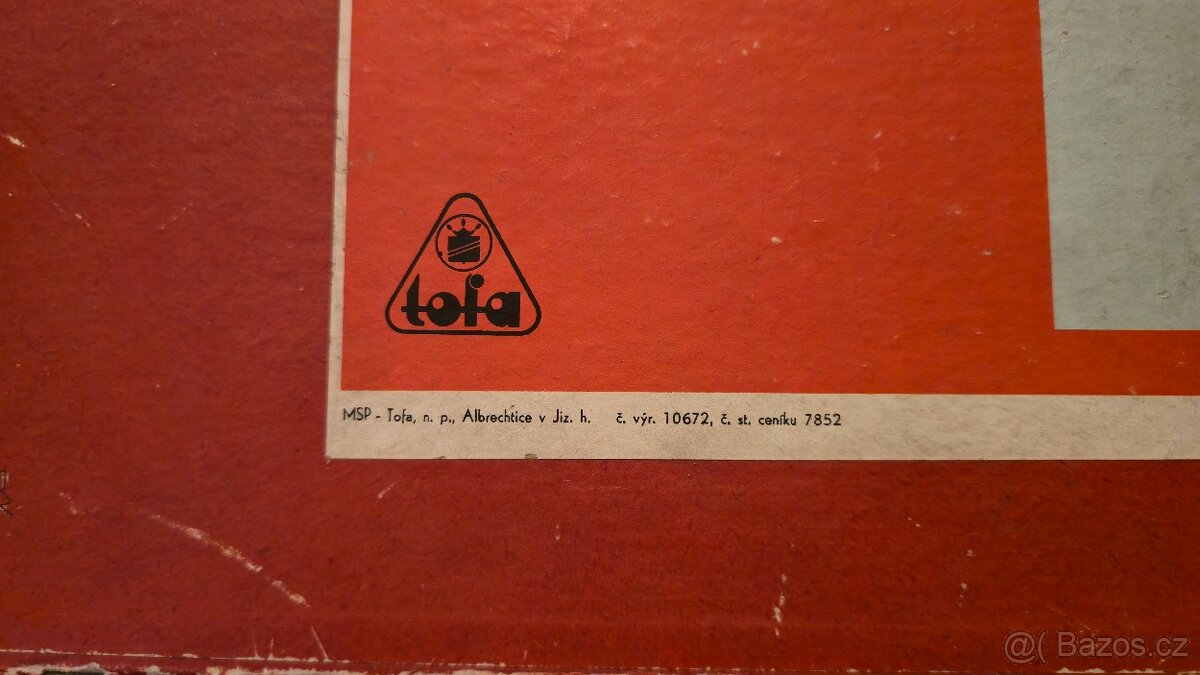 tofa
MSP - Tofa, n. p., Albrechtice v Jiz. h. č. výr. 10672, č. st. ceníku 7852
@( Bazos.cz